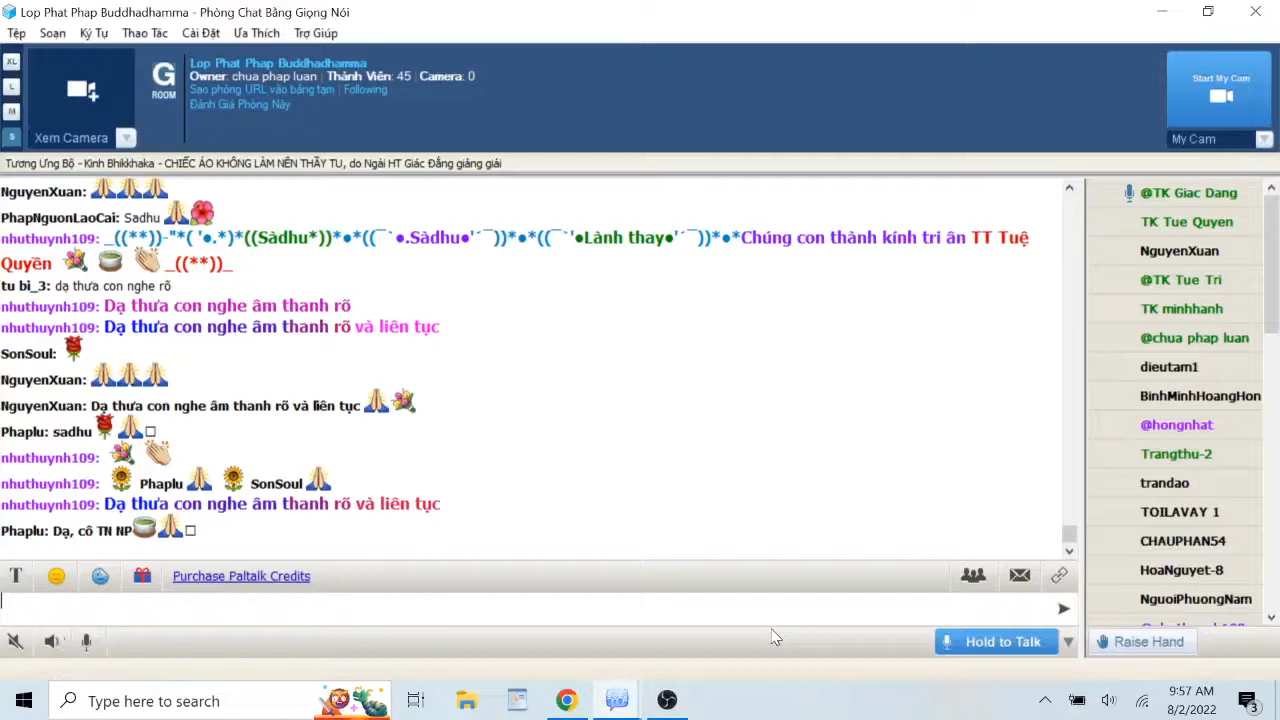 Lop Phat Phap Buddhadhamma - Phòng Chat Bằng Giọng Nói
Tệp Soạn Ký Tự Thao Tác Cài Đặt Ưa Thích Trợ Giúp
XL
L
M
S
Xem Camera
G
ROOM
Lop Phat Phap Buddhadhamma
Owner: chua phap luan | Thành Viên: 45 | Camera: 0
Sao phòng URL vào bảng tạm | Following
Đánh Giá Phòng Này
Start My Cam
My Cam
Tương Ưng Bộ - Kinh Bhikkhaka - CHIẾC ÁO KHÔNG LÀM NÊN THẦY TU, do Ngài HT Giác Đẳng giảng giải
NguyenXuan:
PhapNguonLaoCai: Sadhu
nhuthuynh109: _((**))-"*( '●.*)*((Sàdhu*))*●*((¯`●.Sàdhu●'´¯))*●*((¯`'●Lành thay●'´¯))*●*Chúng con thành kính tri ân TT Tuệ
Quyền _((**))_
tu bi_3: dạ thưa con nghe rõ
nhuthuynh109: Dạ thưa con nghe âm thanh rõ
nhuthuynh109: Dạ thưa con nghe âm thanh rõ và liên tục
SonSoul:
NguyenXuan:
NguyenXuan: Dạ thưa con nghe âm thanh rõ và liên tục
Phaplu: sadhu
nhuthuynh109:
nhuthuynh109: Phaplu SonSoul
nhuthuynh109: Dạ thưa con nghe âm thanh rõ và liên tục
Phaplu: Dạ, cô TN NP
@TK Giac Dang
TK Tue Quyen
NguyenXuan
@TK Tue Tri
TK minhhanh
@chua phap luan
dieutam1
BinhMinhHoangHon
@hongnhat
Trangthu-2
trandao
TOILAVAY 1
CHAUPHAN54
HoaNguyet-8
NguoiPhuongNam
T Purchase Paltalk Credits
Hold to Talk
Raise Hand
Type here to search
9:57 AM
8/2/2022
3